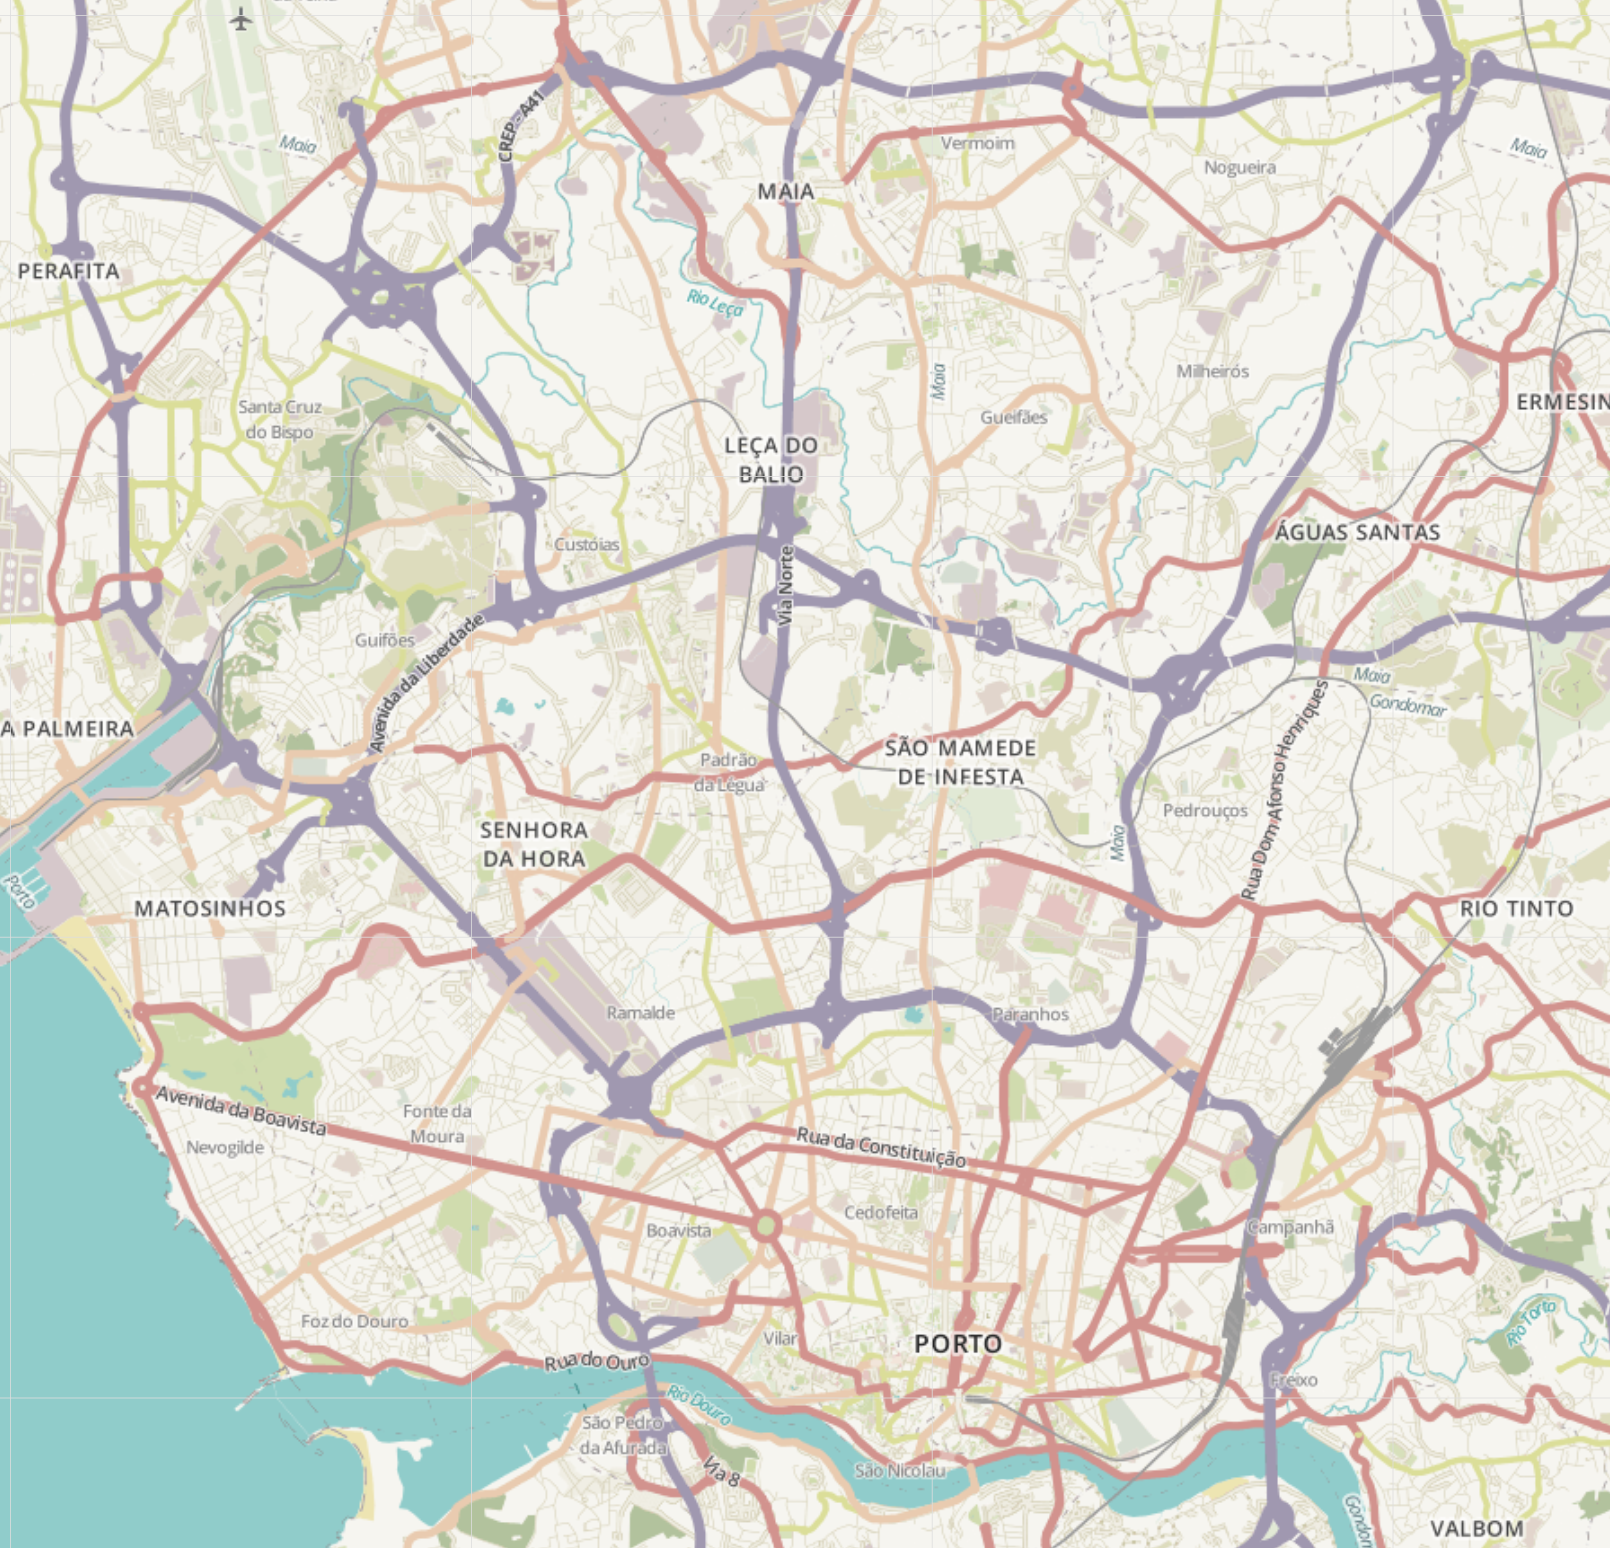 CREP - A41
Maia
Vermoim
Nogueira
Maia
MAIA
PERAFITA
Rio Leça
Maia
Milheirós
Santa Cruz
do Bispo
Gueifães
LEÇA DO
BALIO
ÁGUAS SANTAS
Custóias
Via Norte
Guifões
Avenida da Liberdade
Maia
Gondomar
A PALMEIRA
Padrão
da Légua
SÃO MAMEDE
DE INFESTA
Rua Dom Afonso Henriques
Pedrouços
Maia
SENHORA
DA HORA
Porto
MATOSINHOS
RIO TINTO
Ramalde
Paranhos
Avenida da Boavista
Fonte da
Moura
Nevogilde
Rua da Constituição
Cedofeita
Boavista
Campanhã
Foz do Douro
Vilar
PORTO
Rio Torto
Rua do Ouro
Rio Douro
Freixo
São Pedro
da Afurada
Via 8
São Nicolau
VALBOM